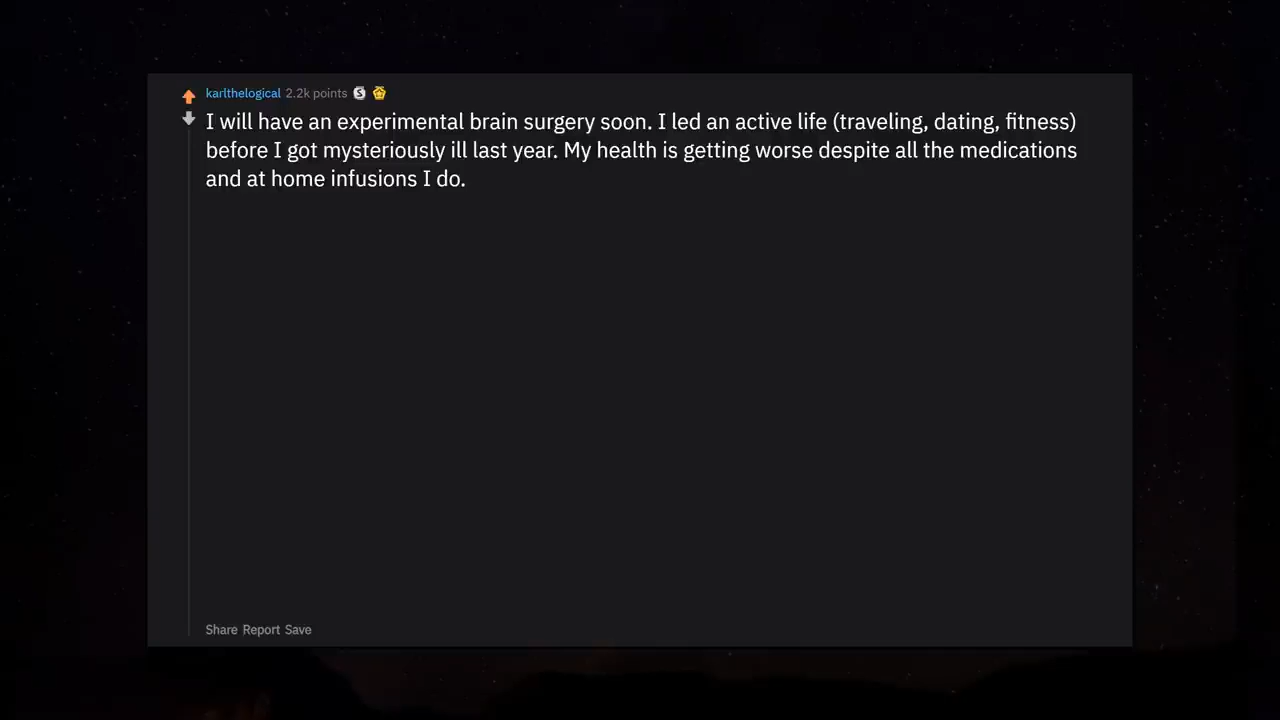 karlthelogical 2.2k points
I will have an experimental brain surgery soon. I led an active life (traveling, dating, fitness)
before I got mysteriously ill last year. My health is getting worse despite all the medications
and at home infusions I do.
Share Report Save